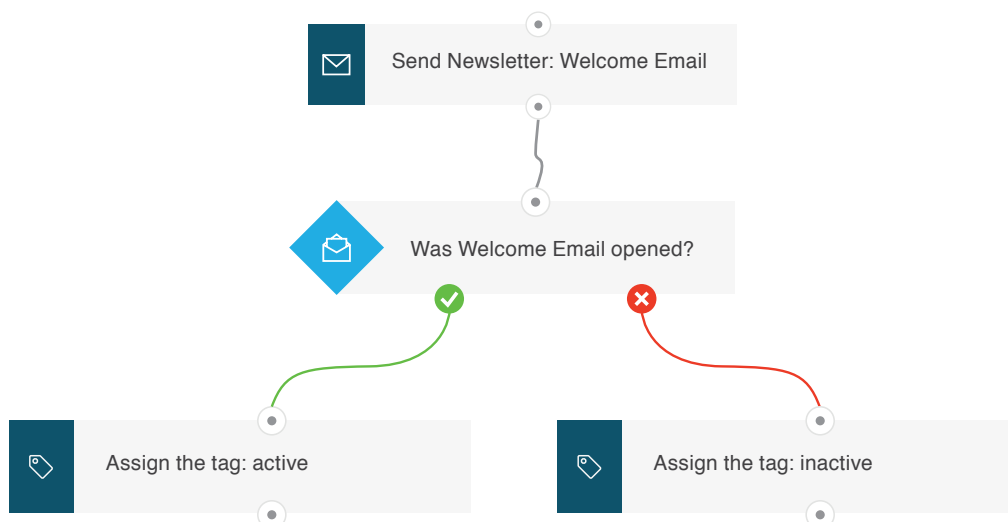 Send Newsletter: Welcome Email
Was Welcome Email opened?
Assign the tag: active
Assign the tag: inactive